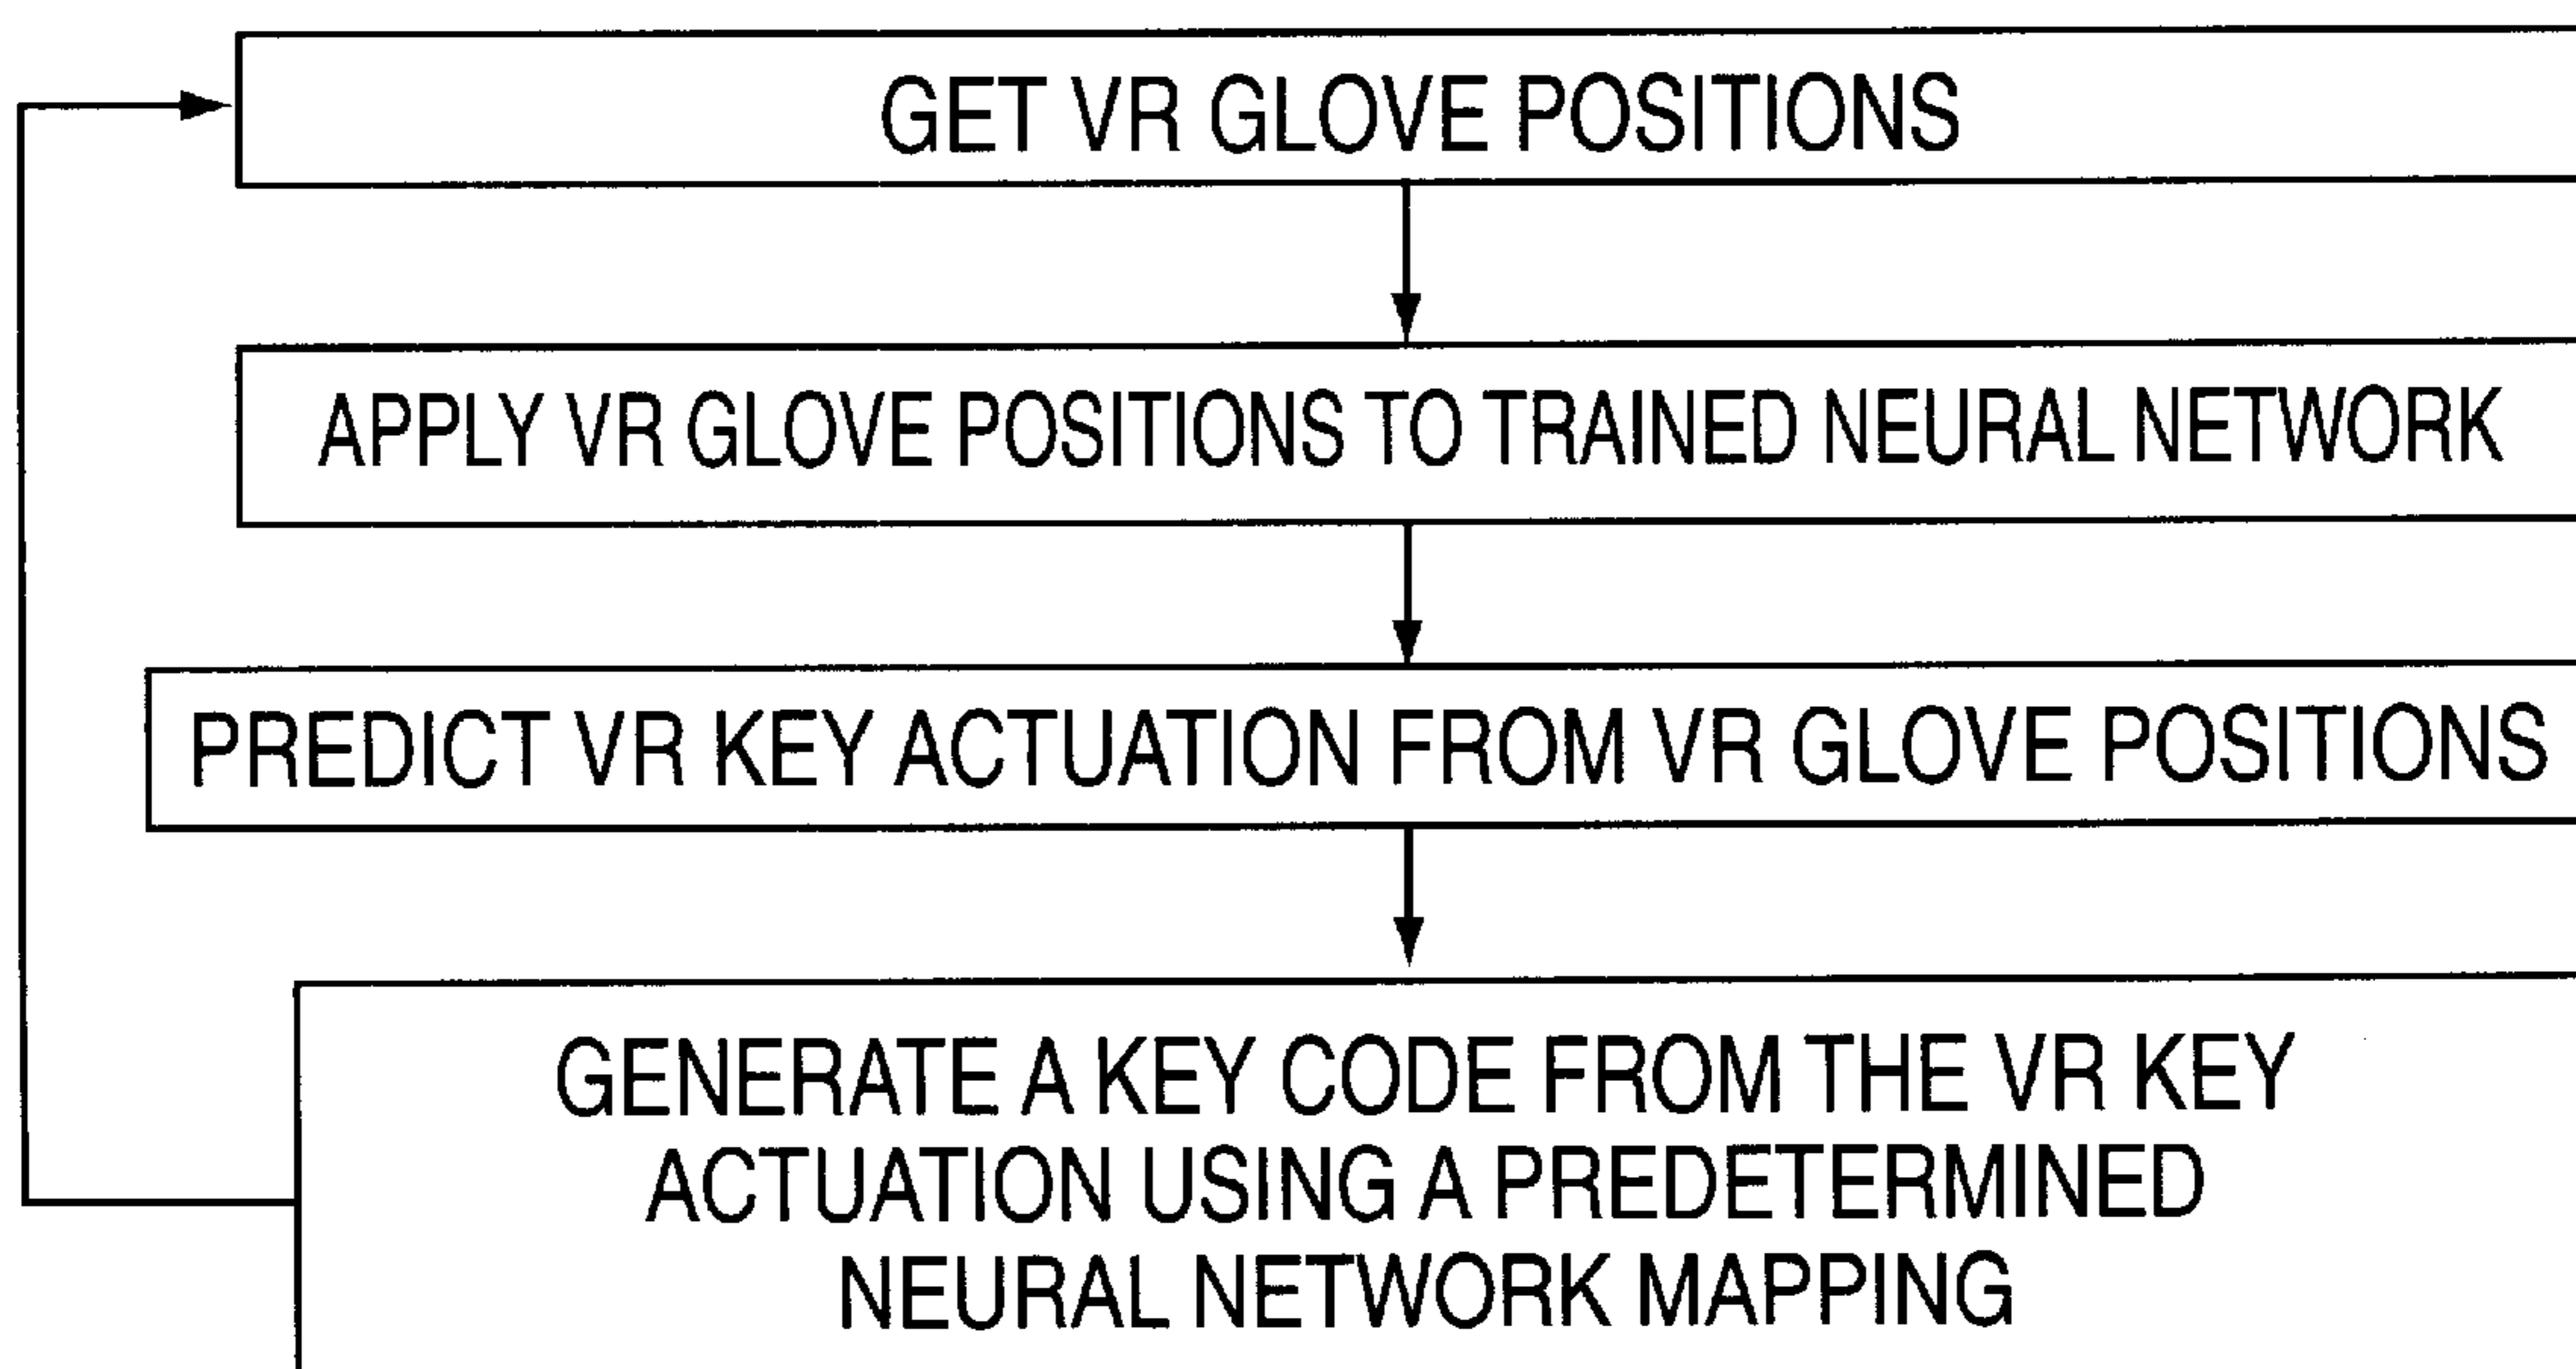 GET VR GLOVE POSITIONS
APPLY VR GLOVE POSITIONS TO TRAINED NEURAL NETWORK
PREDICT VR KEY ACTUATION FROM VR GLOVE POSITIONS
GENERATE A KEY CODE FROM THE VR KEY
ACTUATION USING A PREDETERMINED
NEURAL NETWORK MAPPING